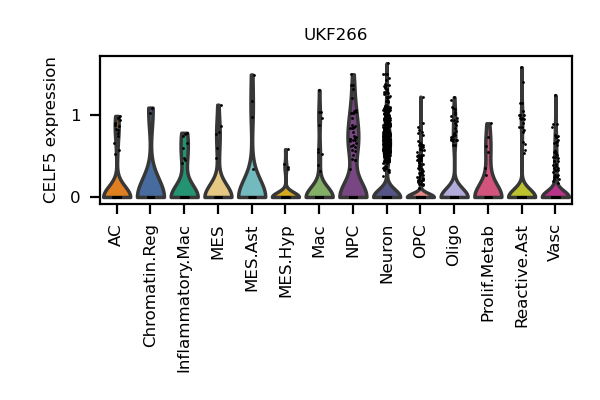 UKF266
CELF5 expression
1
0
AC
Chromatin.Reg
Inflammatory.Mac
MES
MES.Ast
MES.Hyp
Mac
NPC
Neuron
OPC
Oligo
Prolif.Metab
Reactive.Ast
Vasc